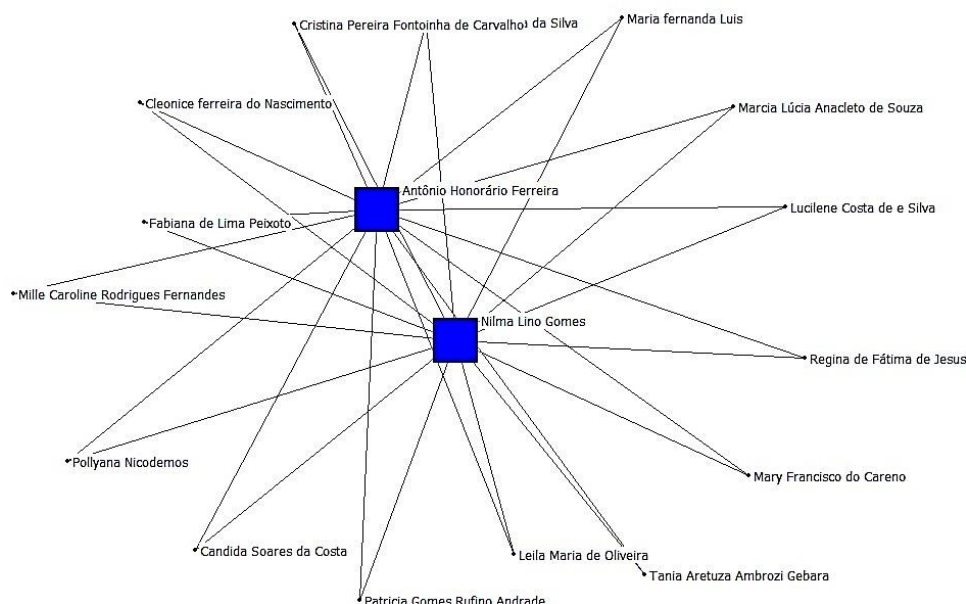 Cristina Pereira Fontoinha de Carvalho
da Silva
Maria fernanda Luis
Cleonice ferreira do Nascimento
Marcia Lúcia Anacleto de Souza
Antônio Honorário Ferreira
Lucilene Costa de e Silva
Fabiana de Lima Peixoto
Mille Caroline Rodrigues Fernandes
Nilma Lino Gomes
Regina de Fátima de Jesus
Pollyana Nicodemos
Mary Francisco do Careno
Candida Soares da Costa
Leila Maria de Oliveira
Tania Aretuza Ambrozi Gebara
Patricia Gomes Rufino Andrade